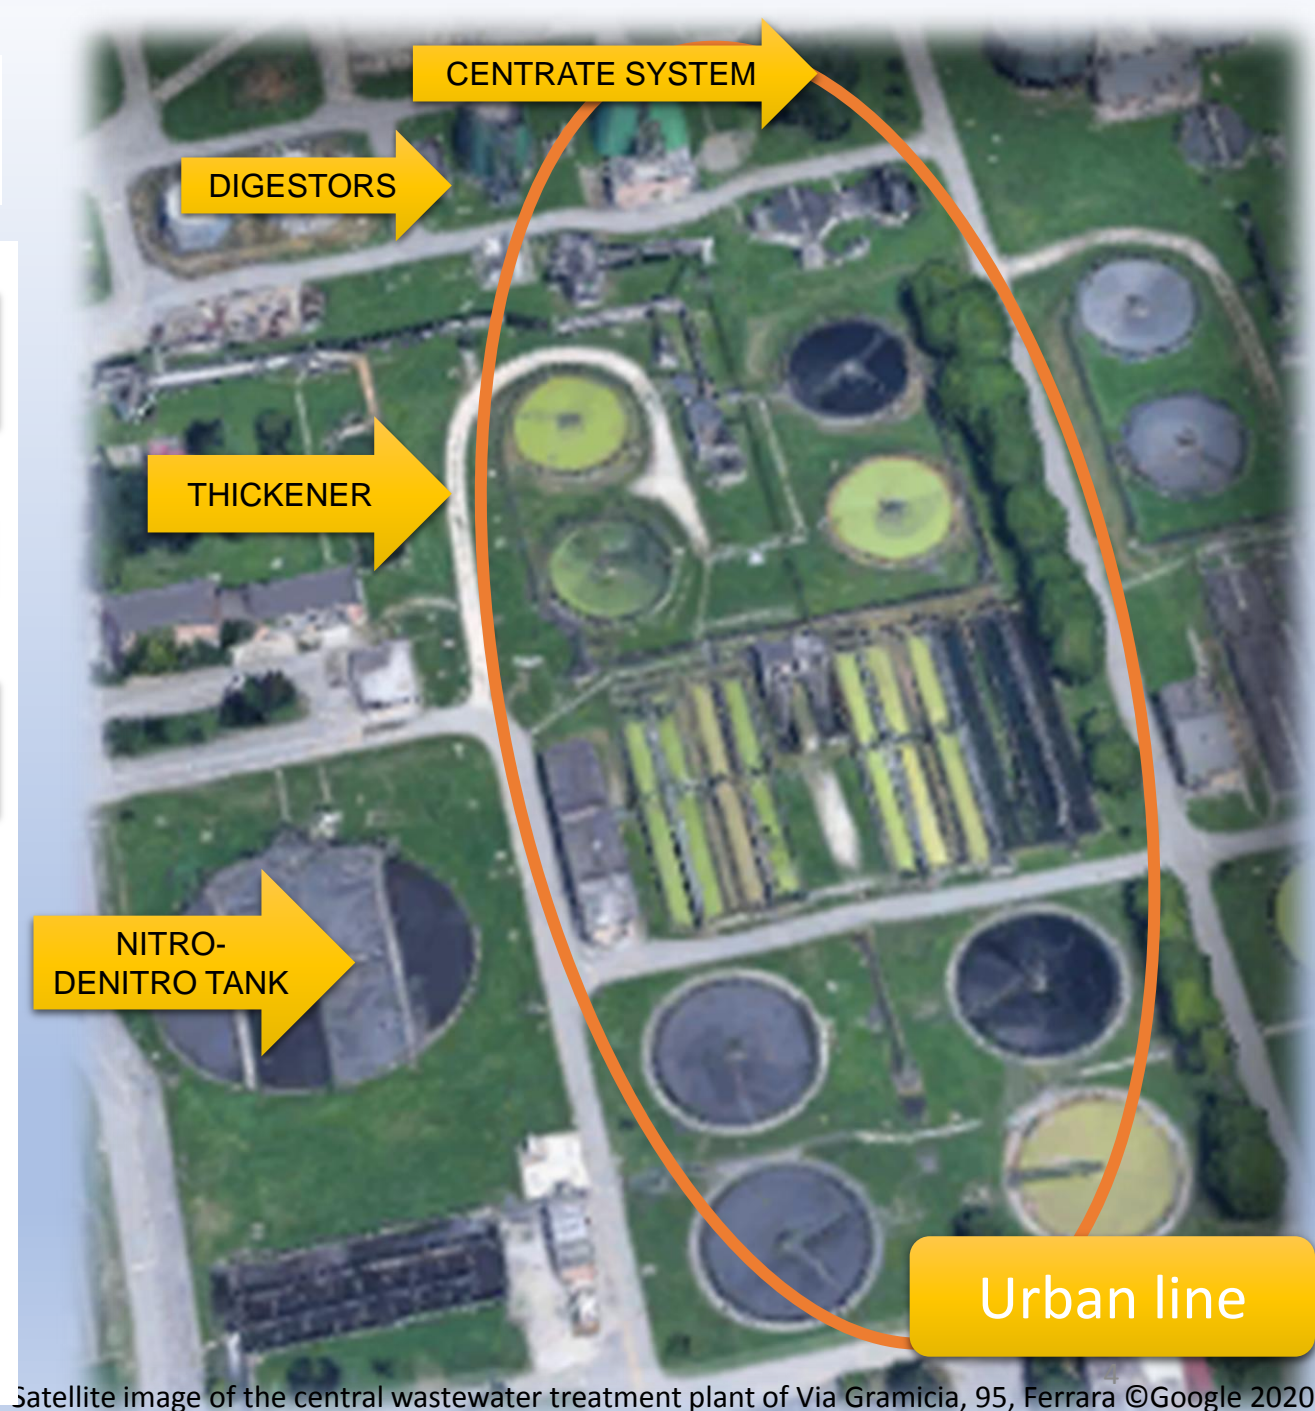 CENTRATE SYSTEM
DIGESTORS
THICKENER
NITRO-
DENITRO TANK
Urban line
4
Satellite image of the central wastewater treatment plant of Via Gramicia, 95, Ferrara ©Google 2020